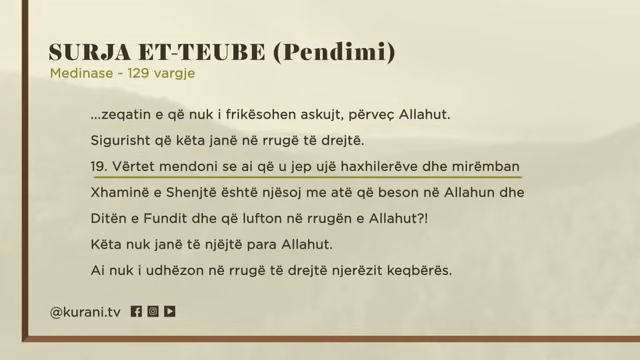 SURJA ET-TEUBE (Pendimi)
Medinase - 129 vargje
...zeqatin e që nuk i frikësohen askujt, përveç Allahut.
Sigurisht që këta janë në rrugë të drejtë.
19. Vërtet mendoni se ai që u jep ujë haxhilerëve dhe mirëmban
Xhaminë e Shenjtë është njësoj me atë që beson në Allahun dhe
Ditën e Fundit dhe që lufton në rrugën e Allahut?!
Këta nuk janë të njëjtë para Allahut.
Ai nuk i udhëzon në rrugë të drejtë njerëzit keqbërës.
@kurani.tv